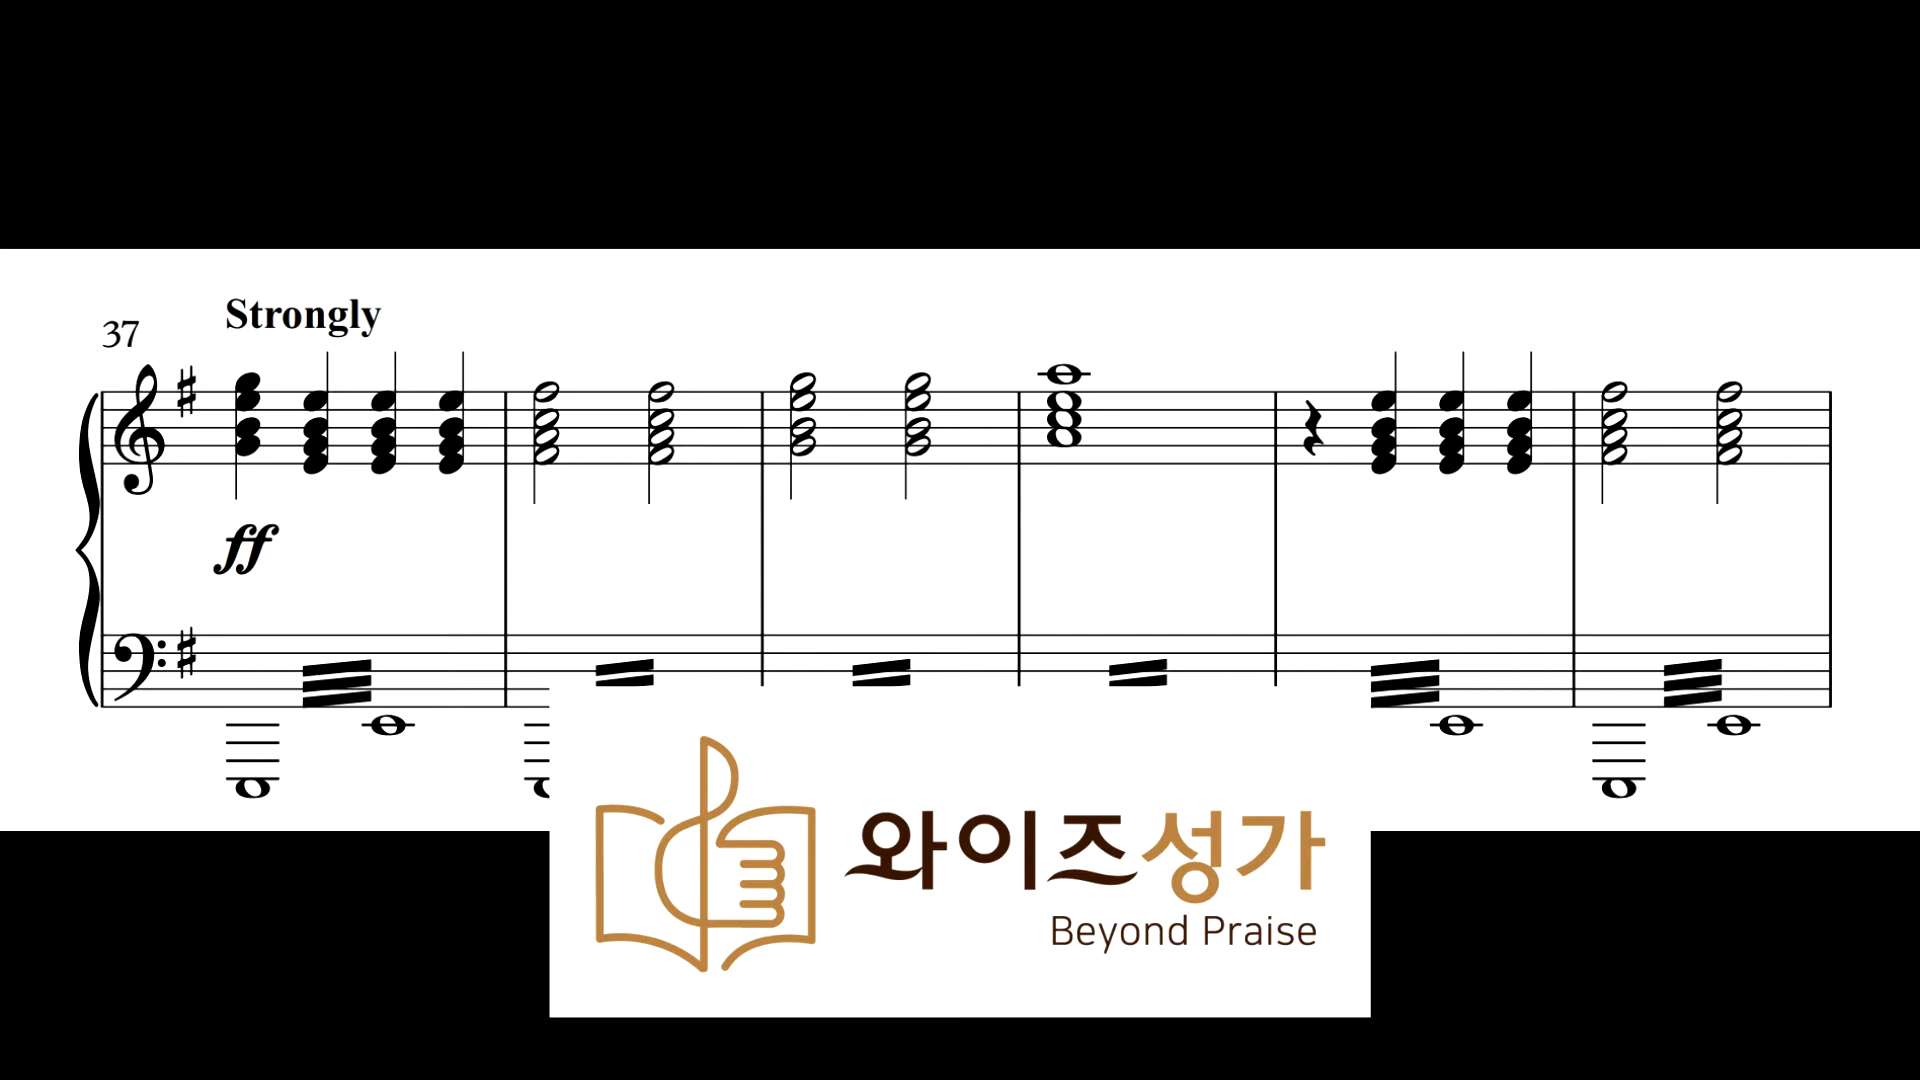 Strongly
37
ff
와이즈성가
Beyond Praise